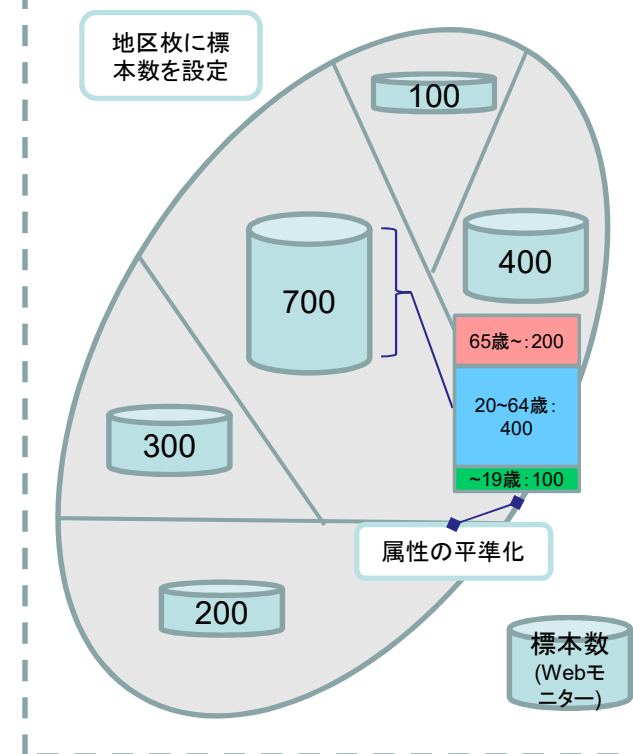 地区枚に標
本数を設定
100
400
700
65歳~:200
20~64歳:
400
~19歳:100
300
属性の平準化
200
標本数
(Webモ
ニター)